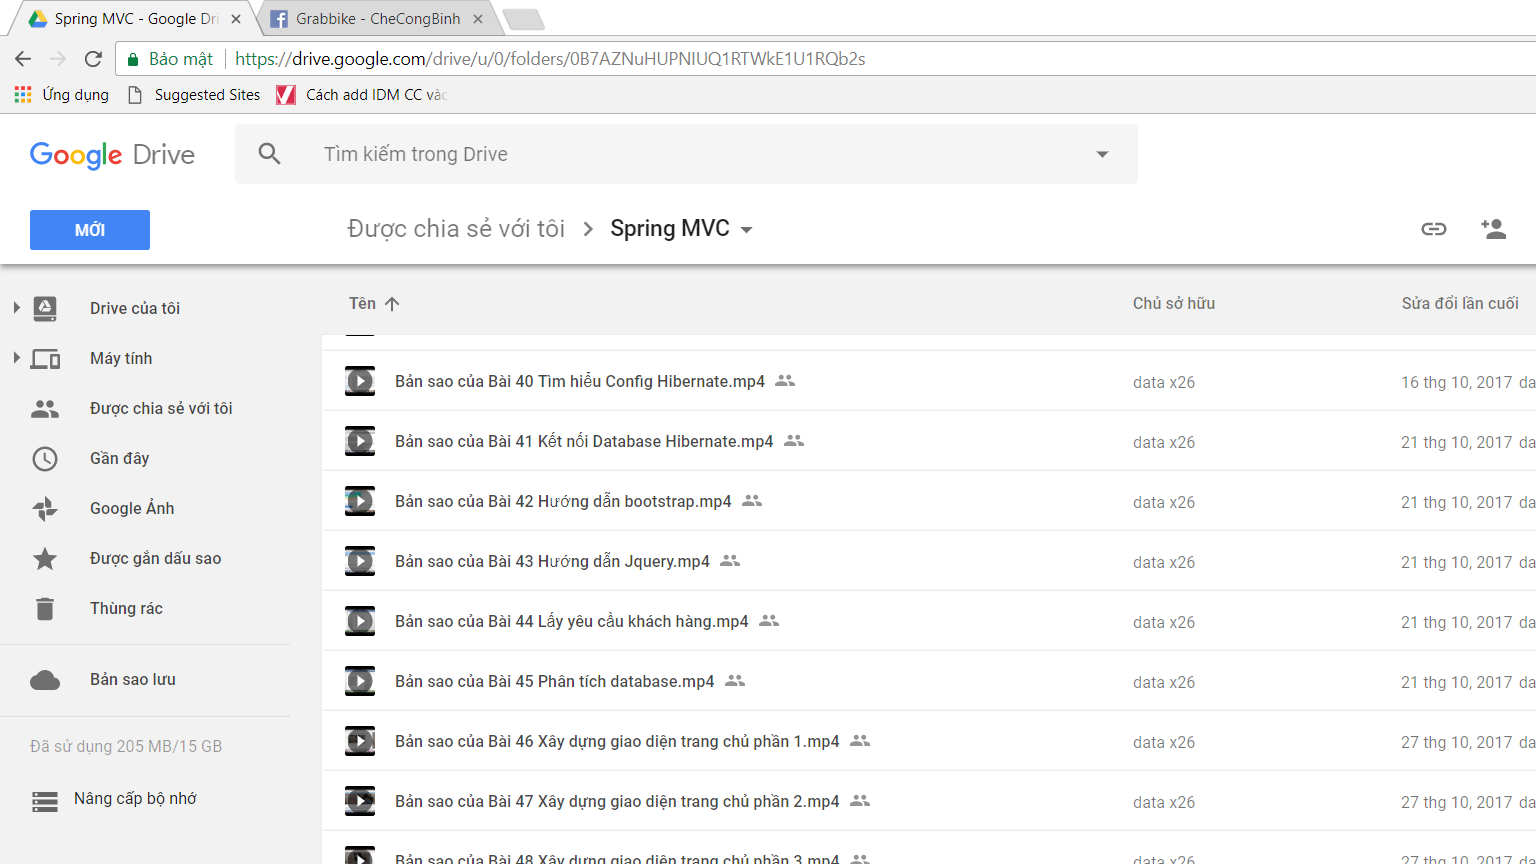 Spring MVC - Google Dri
Grabbike - CheCongBinh
Bảo mật
https://drive.google.com/drive/u/0/folders/0B7AZNuHUPNIUQ1RTWkE1U1RQb2s
Ứng dụng
Suggested Sites
Cách add IDM CC vào
Google Drive
Tìm kiếm trong Drive
MỚI
Được chia sẻ với tôi
Spring MVC
Drive của tôi
Máy tính
Được chia sẻ với tôi
Gần đây
Google Ảnh
Được gắn dấu sao
Thùng rác
Bản sao lưu
Đã sử dụng 205 MB/15 GB
Nâng cấp bộ nhớ
Tên
Chủ sở hữu
Sửa đổi lần cuối
Bản sao của Bài 40 Tìm hiểu Config Hibernate.mp4
data x26
16 thg 10, 2017 da
Bản sao của Bài 41 Kết nối Database Hibernate.mp4
data x26
21 thg 10, 2017 da
Bản sao của Bài 42 Hướng dẫn bootstrap.mp4
data x26
21 thg 10, 2017 da
Bản sao của Bài 43 Hướng dẫn Jquery.mp4
data x26
21 thg 10, 2017 da
Bản sao của Bài 44 Lấy yêu cầu khách hàng.mp4
data x26
21 thg 10, 2017 da
Bản sao của Bài 45 Phân tích database.mp4
data x26
21 thg 10, 2017 da
Bản sao của Bài 46 Xây dựng giao diện trang chủ phần 1.mp4
data x26
27 thg 10, 2017 da
Bản sao của Bài 47 Xây dựng giao diện trang chủ phần 2.mp4
data x26
27 thg 10, 2017 da
Bản sao của Bài 48 Xây dựng giao diện trang chủ phần 3.mp4
data x26
27 thg 10, 2017 da